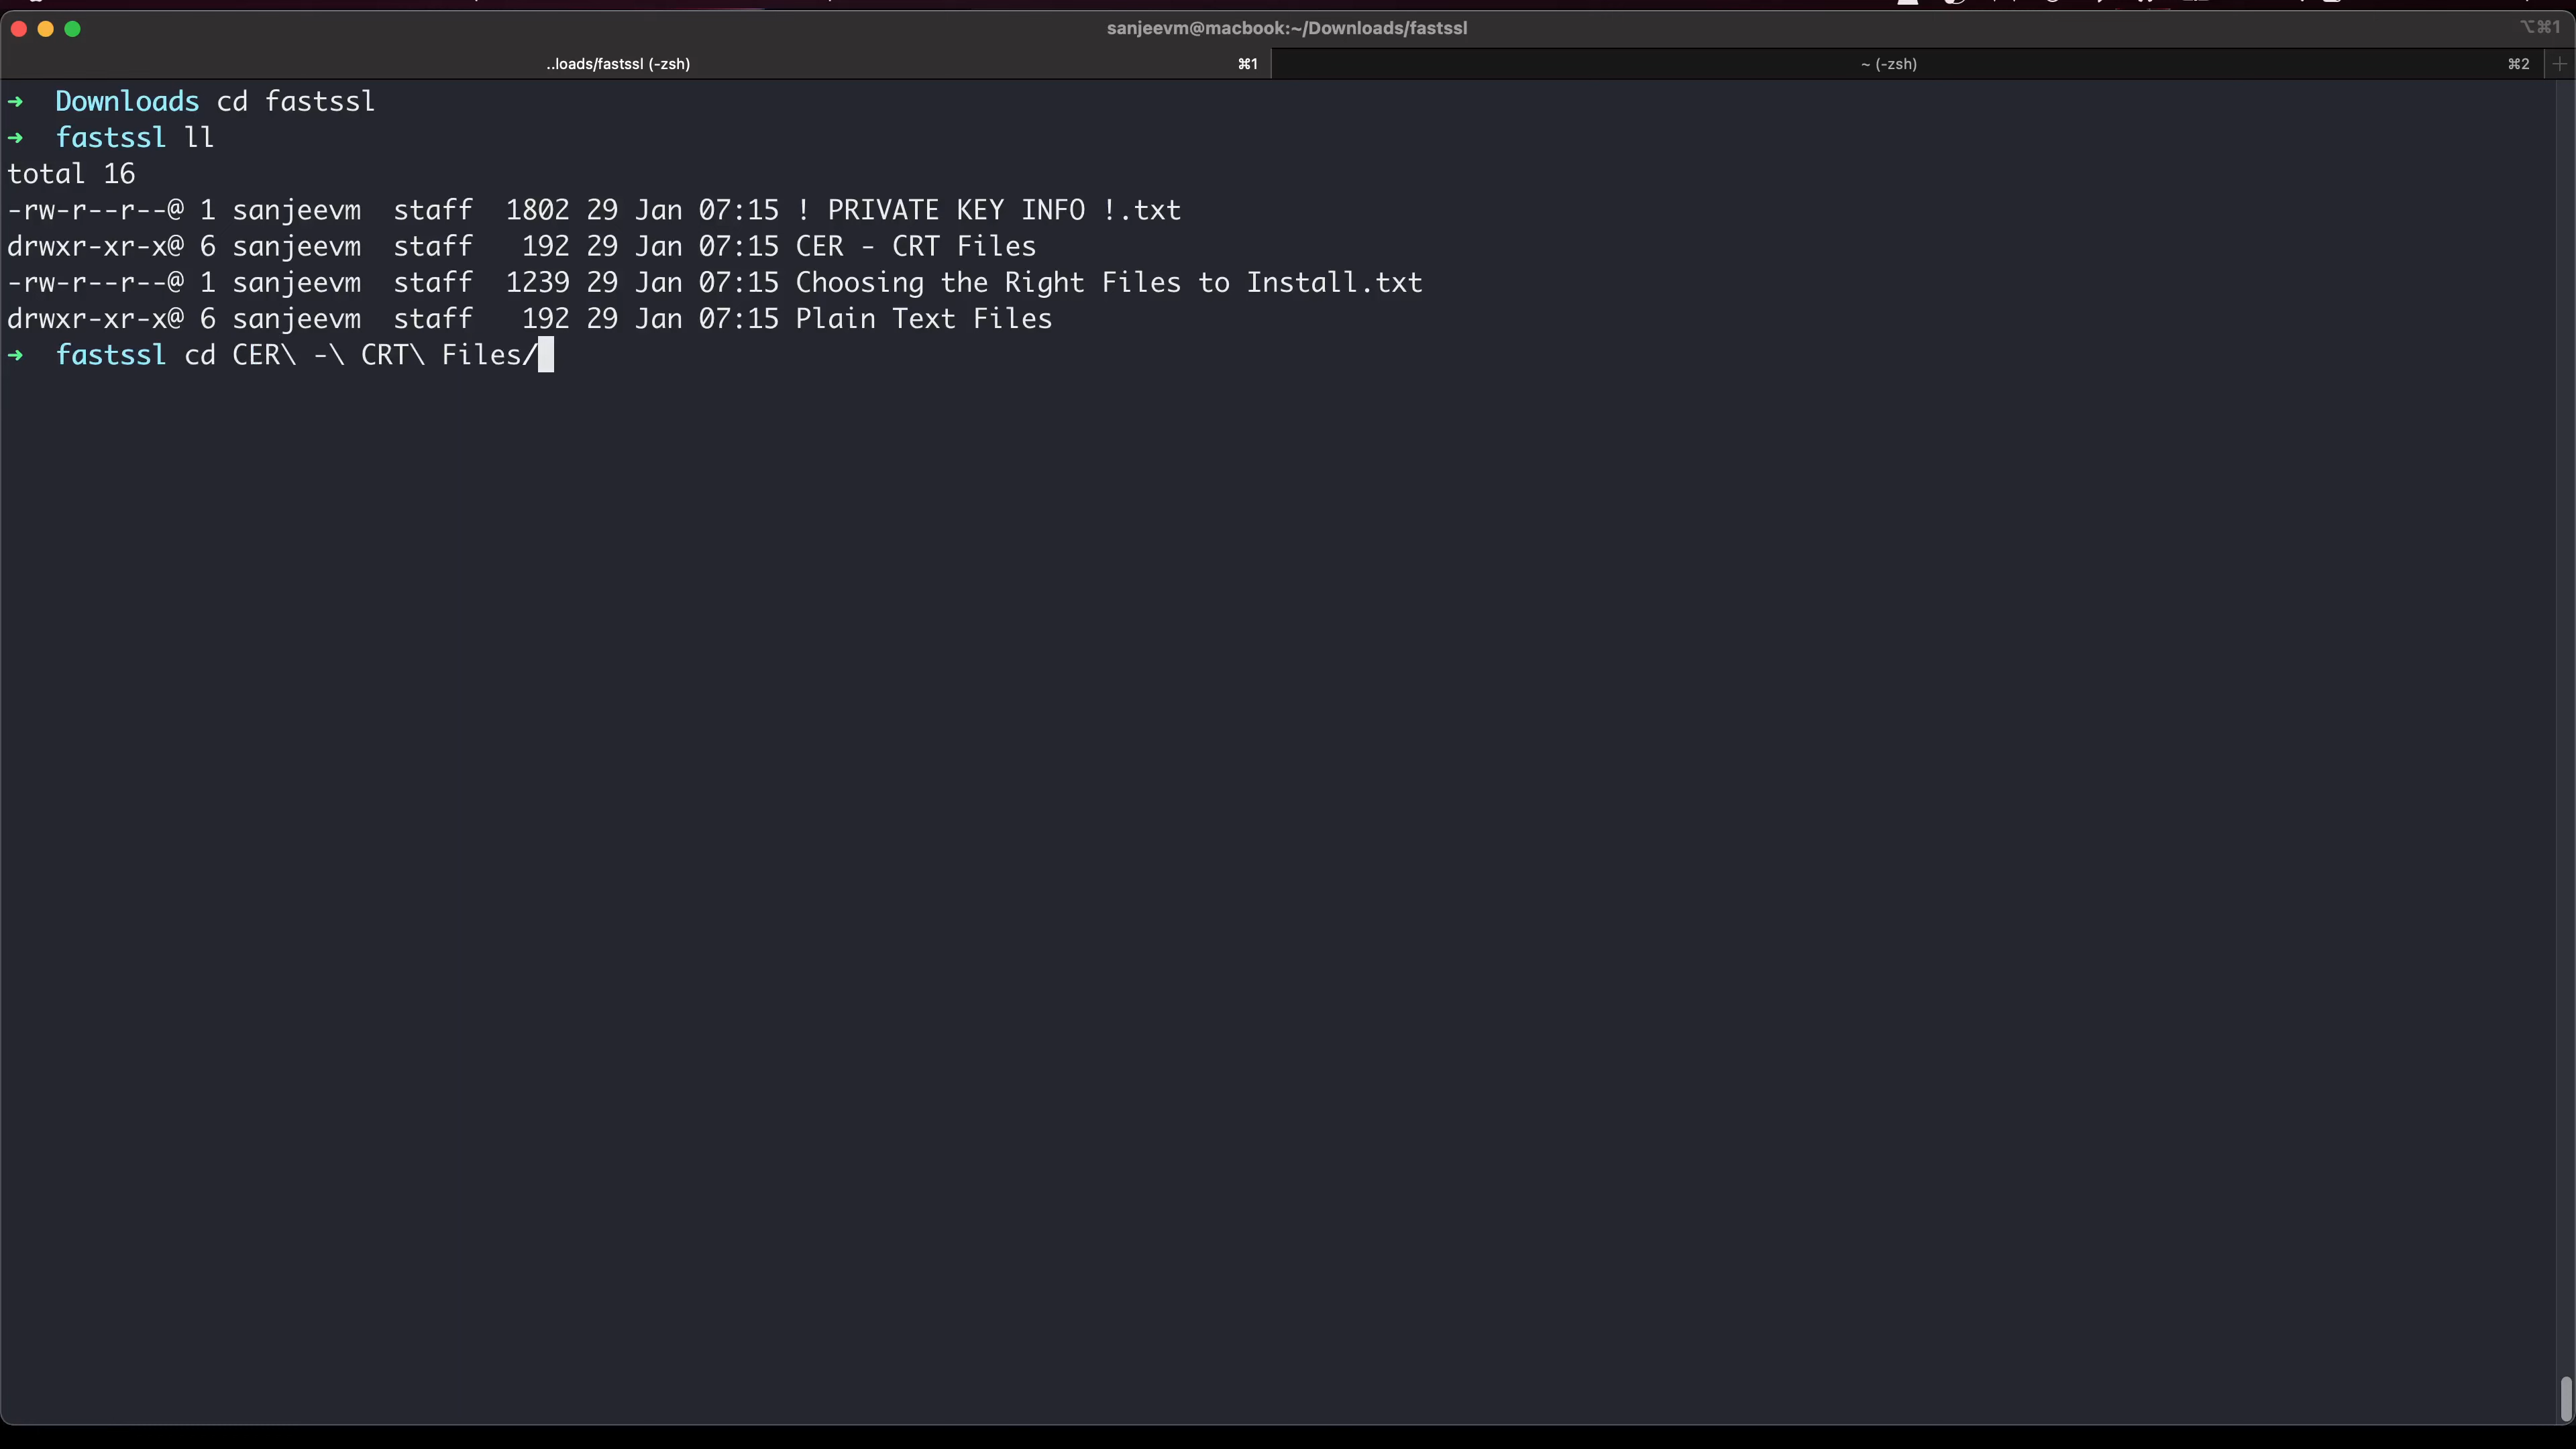 sanjeevm@macbook:~/Downloads/fastssl ⌥⌘1
..loads/fastssl (-zsh) ⌘1 ~ (-zsh) ⌘2
➜  Downloads cd fastssl
➜  fastssl ll
total 16
-rw-r--r--@ 1 sanjeevm  staff  1802 29 Jan 07:15 ! PRIVATE KEY INFO !.txt
drwxr-xr-x@ 6 sanjeevm  staff   192 29 Jan 07:15 CER - CRT Files
-rw-r--r--@ 1 sanjeevm  staff  1239 29 Jan 07:15 Choosing the Right Files to Install.txt
drwxr-xr-x@ 6 sanjeevm  staff   192 29 Jan 07:15 Plain Text Files
➜  fastssl cd CER\ -\ CRT\ Files/